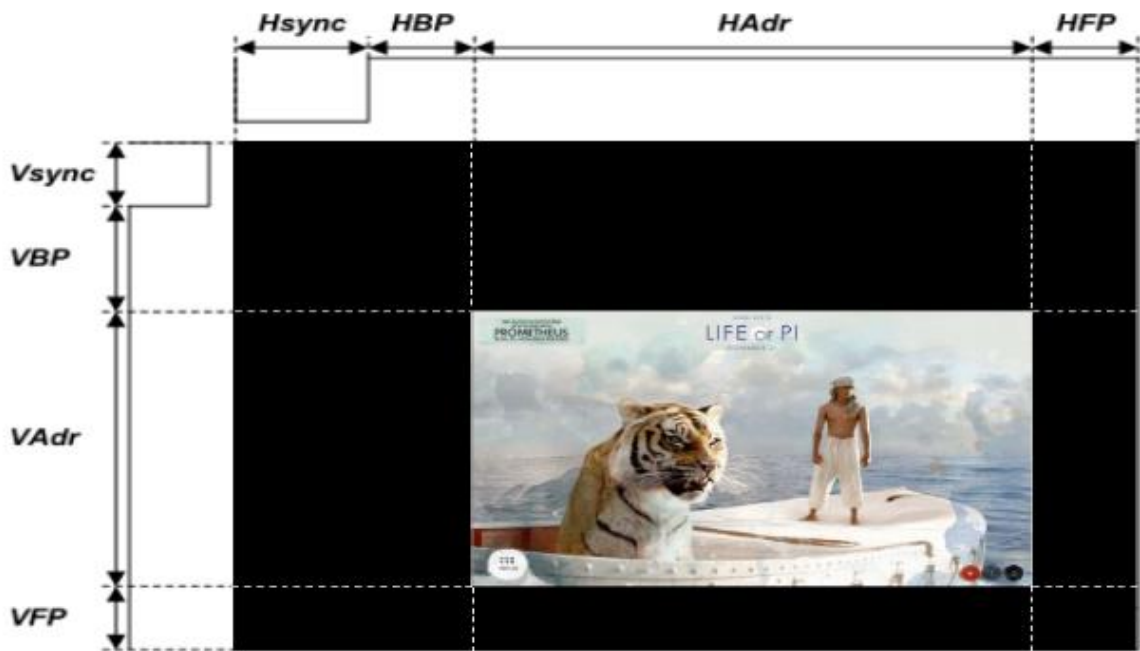 Hsync HBP HAdr HFP
Vsync
VBP
PROMETHEUS
LIFE OF PI
VAdr
VFP